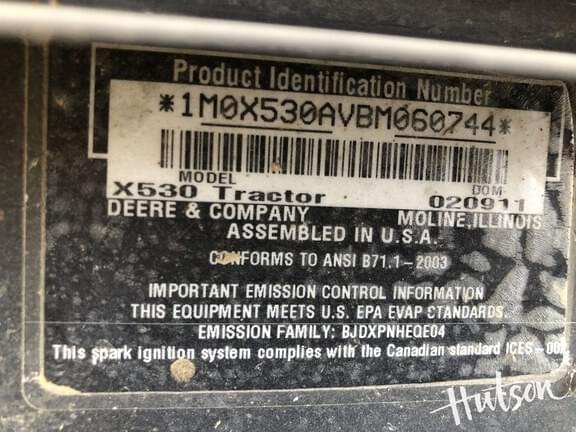 Product Identification Number
*1M0X530AVBM060744*
MODEL DOM
X530 Tractor 020911
DEERE & COMPANY MOLINE, ILLINOIS
ASSEMBLED IN U.S.A.
CONFORMS TO ANSI B71.1-2003
IMPORTANT EMISSION CONTROL INFORMATION
THIS EQUIPMENT MEETS U.S. EPA EVAP STANDARDS.
EMISSION FAMILY: BJDXPNHEQE04
This spark ignition system complies with the Canadian standard ICES-002
Hutson